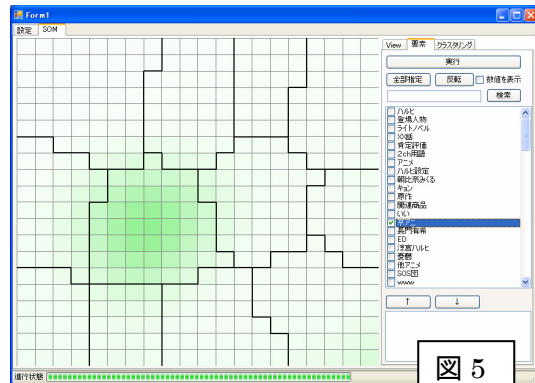 Form1
設定 SOM
View 要素 クラスタリング
実行
全部指定 反転 数値を表示
検索
ハルヒ
登場人物
ライトノベル
XX話
肯定評価
2ch用語
アニメ
ハルヒ設定
朝比奈みくる
キョン
原作
関連商品
いい
京アニ
長門有希
ED
涼宮ハルヒ
憂鬱
他アニメ
SOS団
www
↑ ↓
進行状態
図 5